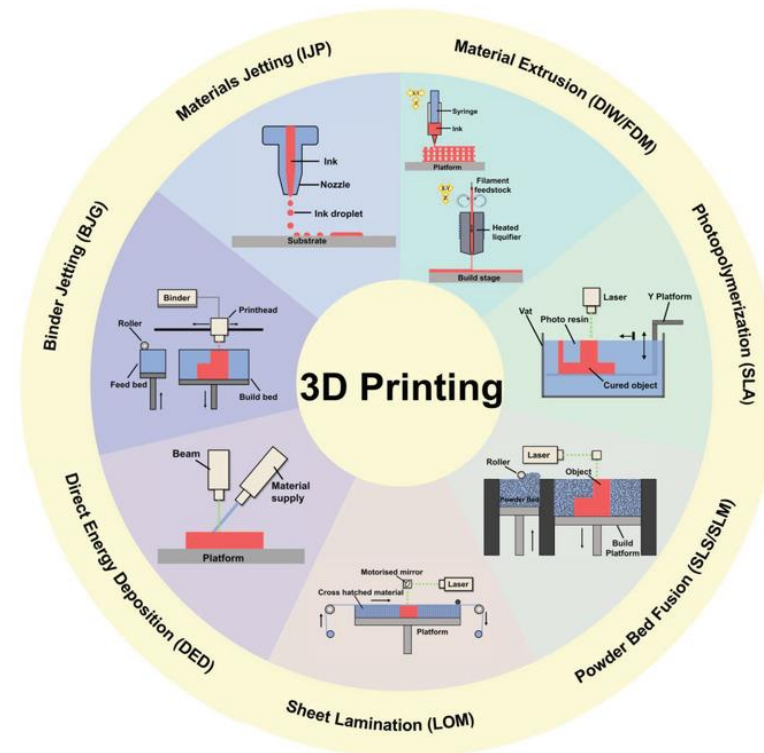 3D Printing
Materials Jetting (IJP)
Ink
Nozzle
Ink droplet
Substrate
Material Extrusion (DIW/FDM)
X-Y
Z
Syringe
Ink
Platform
X-Y
Z
Filament
feedstock
Heated
liquifier
Build stage
Photopolymerization (SLA)
Laser
Y Platform
Vat
Photo resin
Cured object
Powder Bed Fusion (SLS/SLM)
Laser
Roller
Object
Powder Bed
Build
Platform
Sheet Lamination (LOM)
Motorised mirror
Laser
Cross hatched material
Platform
Direct Energy Deposition (DED)
Beam
Material
supply
Platform
Binder Jetting (BJG)
Binder
Printhead
Roller
Feed bed
Build bed